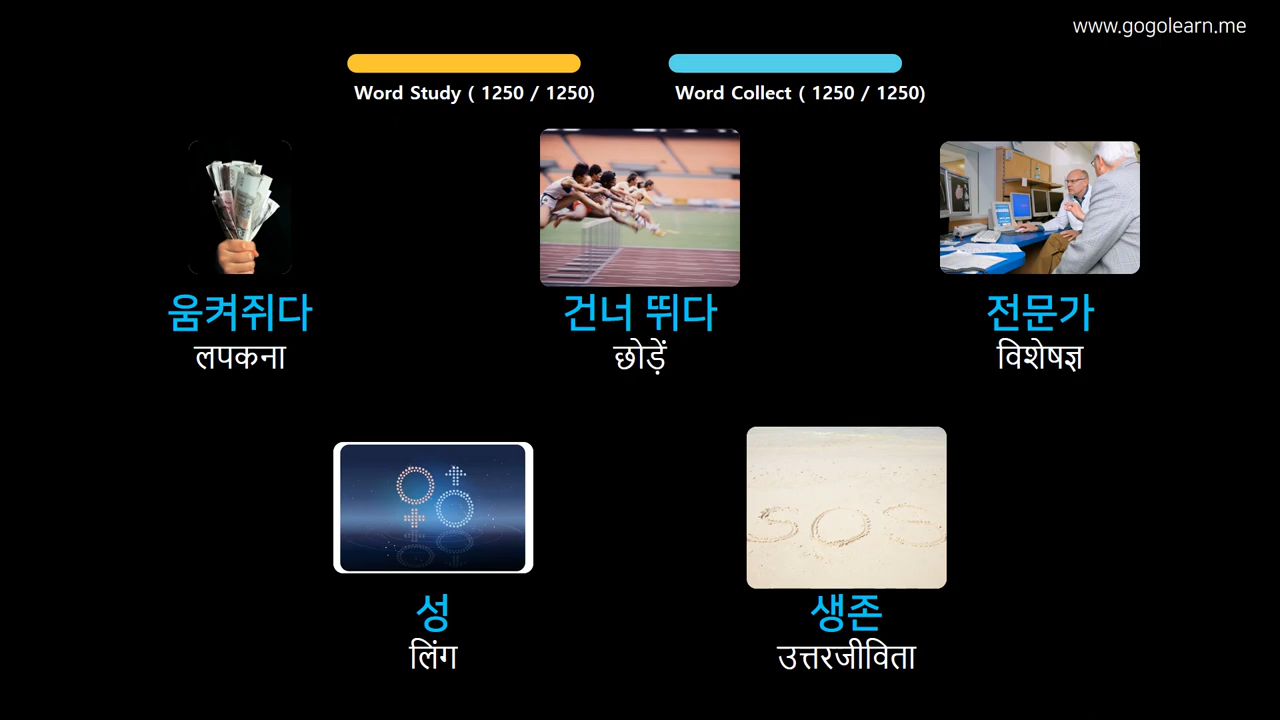 www.gogolearn.me
Word Study ( 1250 / 1250)
Word Collect ( 1250 / 1250)
움켜쥐다
लपकना
건너 뛰다
छोड़ें
전문가
विशेषज्ञ
성
लिंग
생존
उत्तरजीविता
SOS